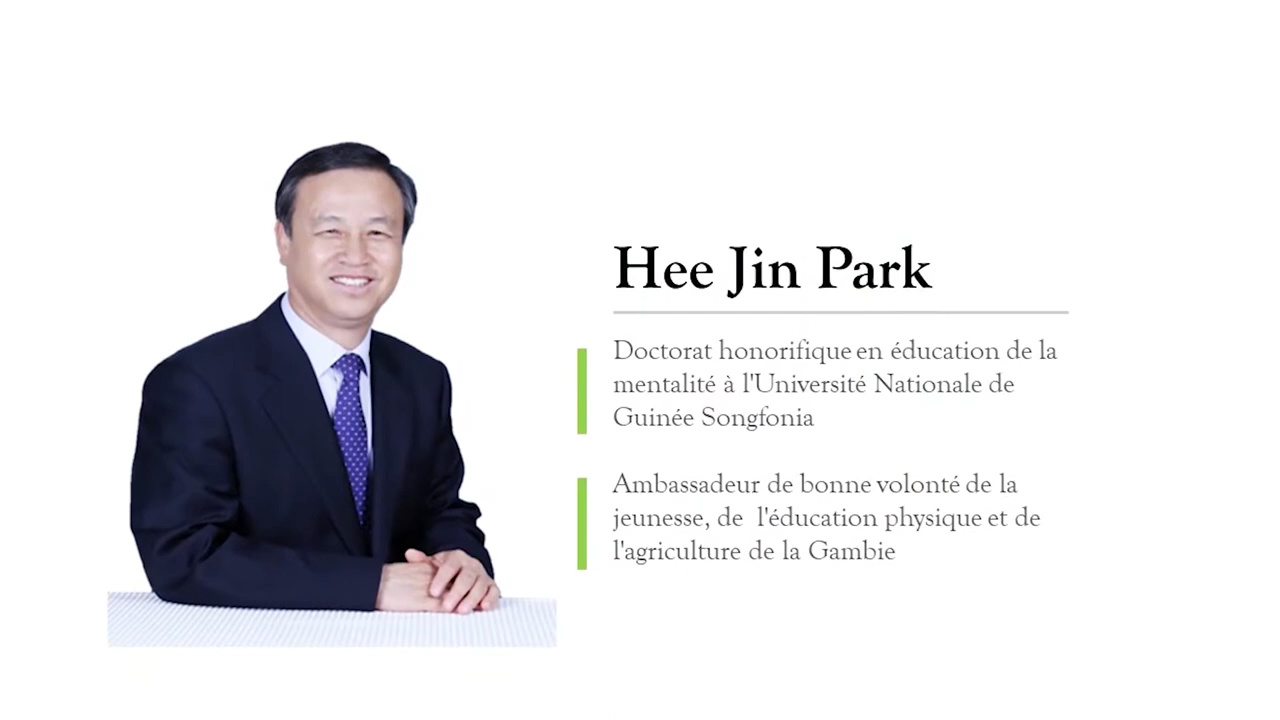 Hee Jin Park
Doctorat honorifique en éducation de la
mentalité à l'Université Nationale de
Guinée Songfonia
Ambassadeur de bonne volonté de la
jeunesse, de l'éducation physique et de
l'agriculture de la Gambie